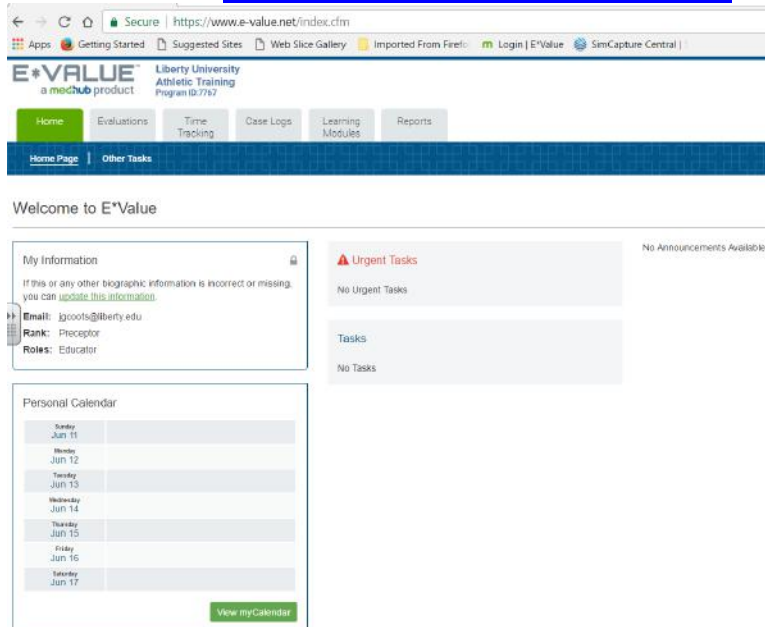 Secure | https://www.e-value.net/index.cfm
Apps Getting Started Suggested Sites Web Slice Gallery Imported From Firefo m Login | E*Value SimCapture Central |
E*VALUE™
a medhub product
Liberty University
Athletic Training
Program ID:7767
Home Evaluations Time Tracking Case Logs Learning Modules Reports
Home Page | Other Tasks
Welcome to E*Value
My Information
If this or any other biographic information is incorrect or missing,
you can update this information.
Email: jgcoots@liberty.edu
Rank: Preceptor
Roles: Educator
Urgent Tasks
No Urgent Tasks
Tasks
No Tasks
No Announcements Available
Personal Calendar
Sunday
Jun 11
Monday
Jun 12
Tuesday
Jun 13
Wednesday
Jun 14
Thursday
Jun 15
Friday
Jun 16
Saturday
Jun 17
View myCalendar